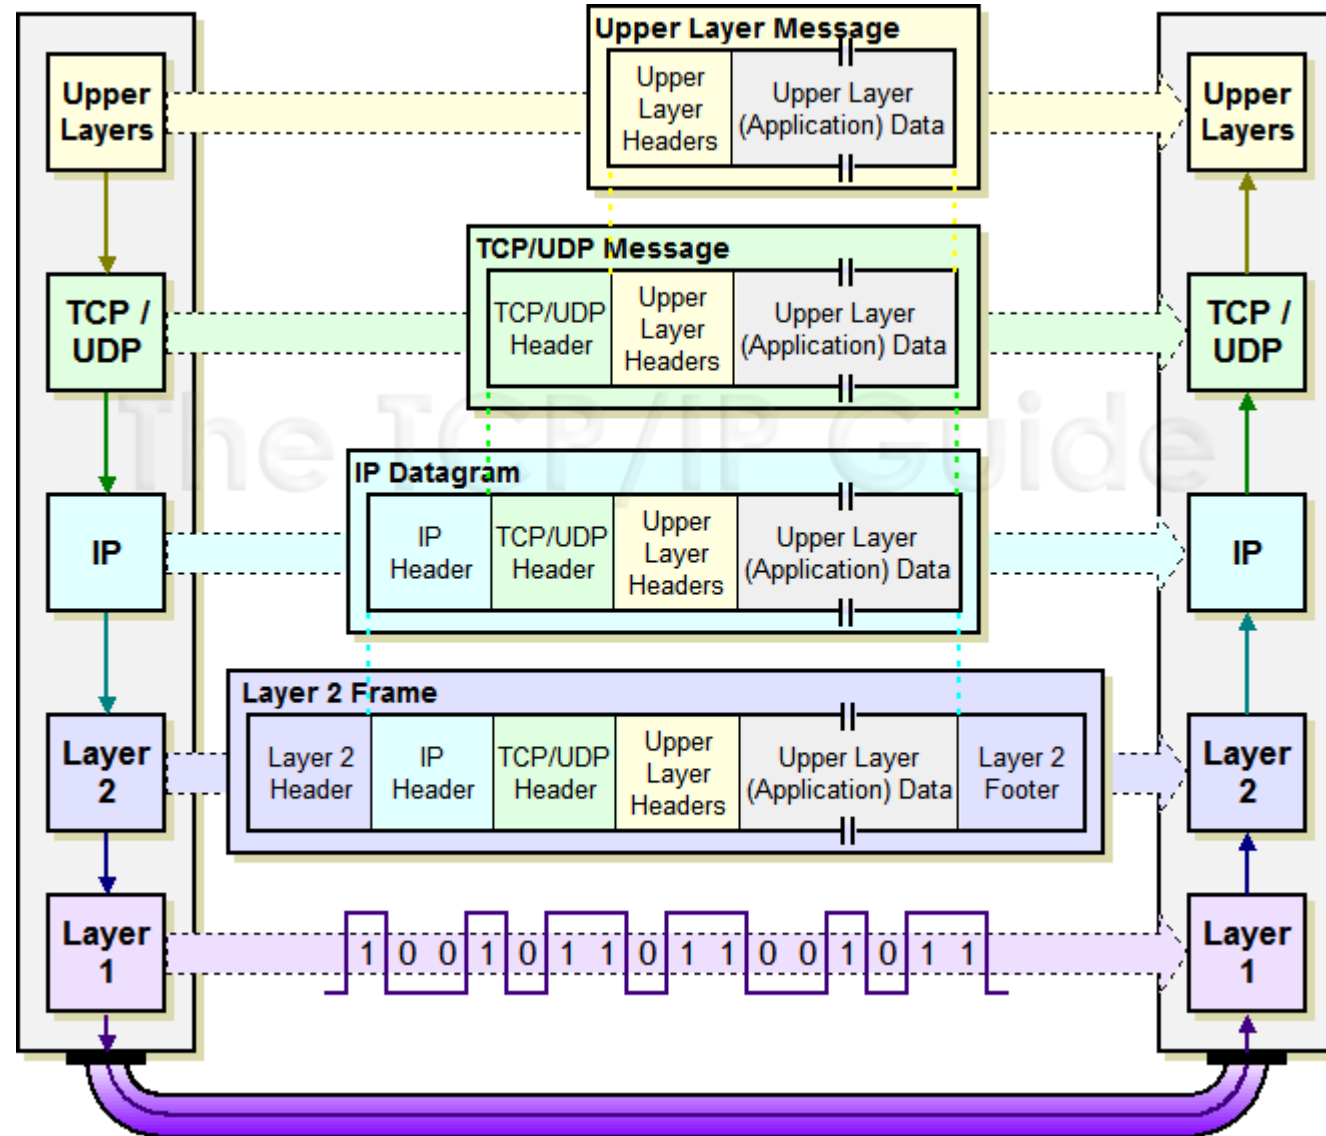 Upper Layer Message
Upper
Layers
Upper
Layer
Headers
Upper Layer
(Application) Data
Upper
Layers
TCP/UDP Message
TCP /
UDP
TCP/UDP
Header
Upper
Layer
Headers
Upper Layer
(Application) Data
TCP /
UDP
The TCP/IP Guide
IP Datagram
IP
IP
Header
TCP/UDP
Header
Upper
Layer
Headers
Upper Layer
(Application) Data
IP
Layer 2 Frame
Layer
2
Layer 2
Header
IP
Header
TCP/UDP
Header
Upper
Layer
Headers
Upper Layer
(Application) Data
Layer 2
Footer
Layer
2
Layer
1
1 0 0 1 0 1 1 0 1 1 0 0 1 0 1 1
Layer
1